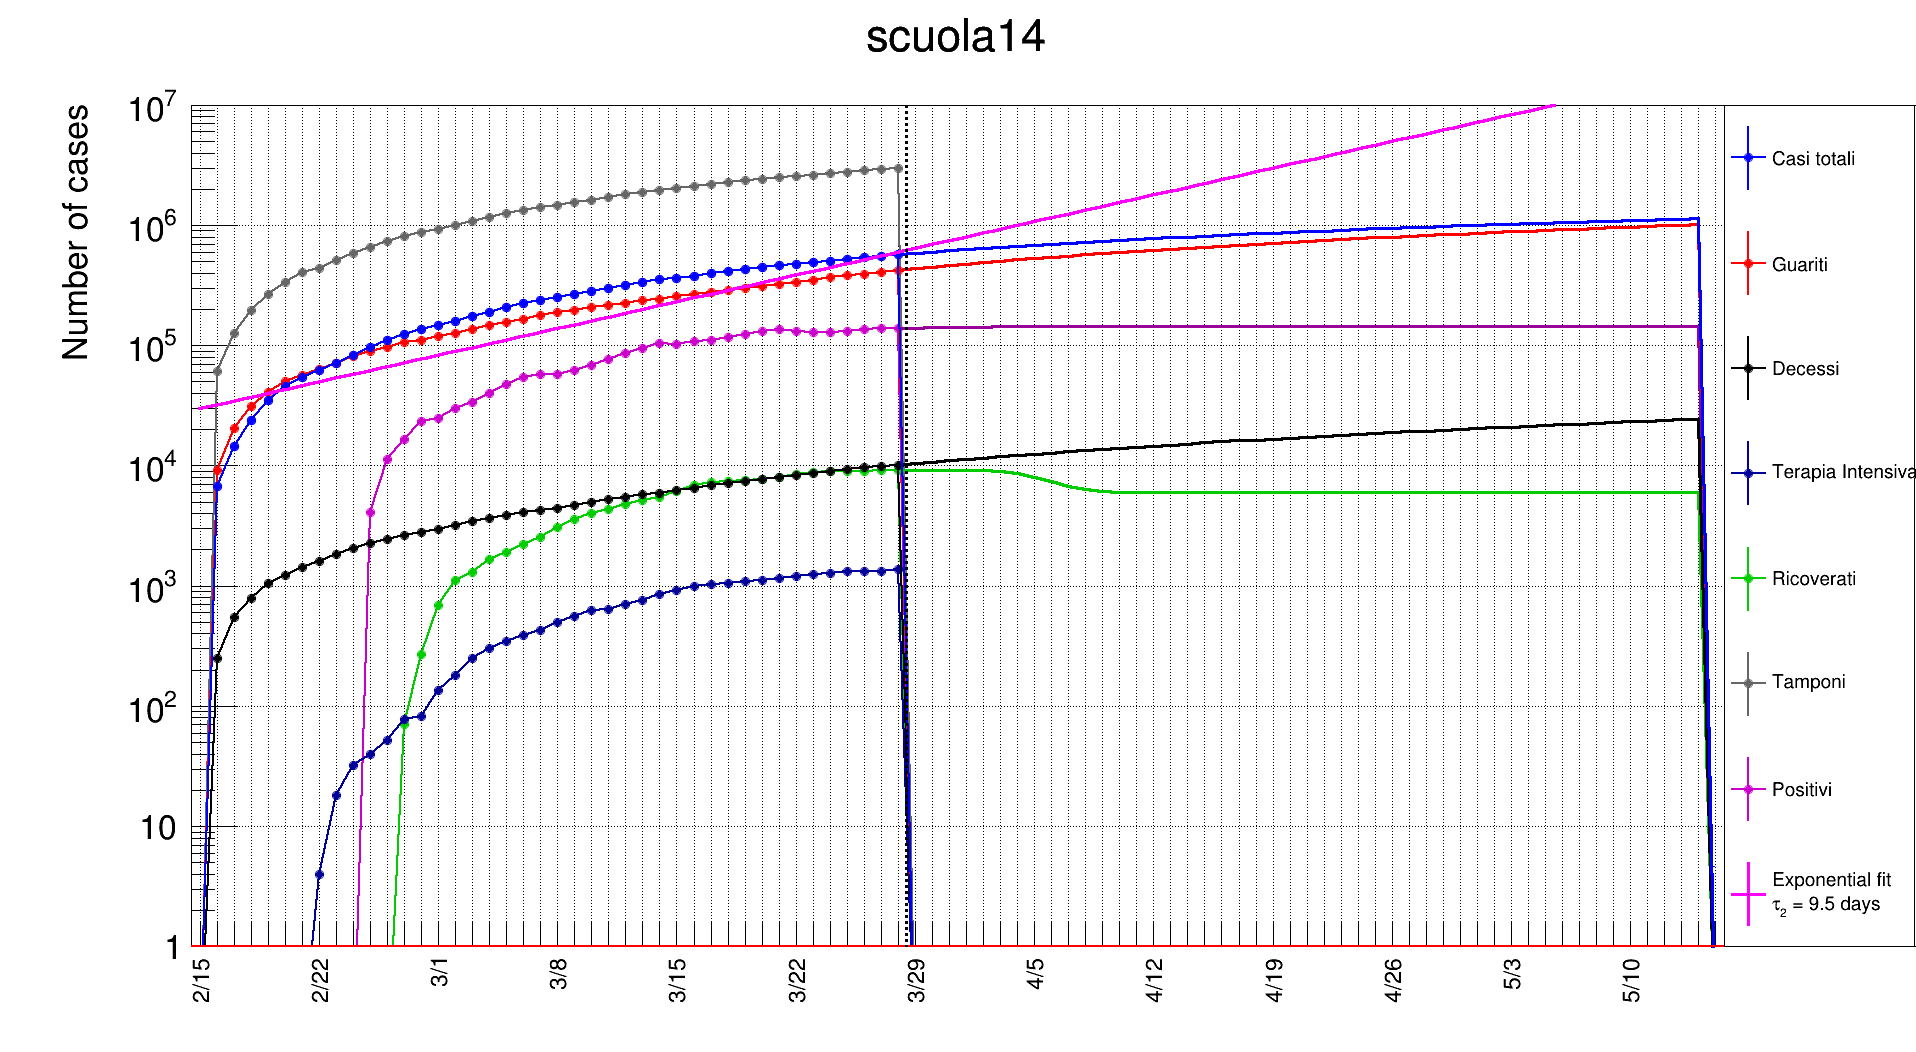 scuola14
Number of cases
10^7
10^6
10^5
10^4
10^3
10^2
10
1
2/15
2/22
3/1
3/8
3/15
3/22
3/29
4/5
4/12
4/19
4/26
5/3
5/10
Casi totali
Guariti
Decessi
Terapia Intensiva
Ricoverati
Tamponi
Positivi
Exponential fit
τ₂ = 9.5 days